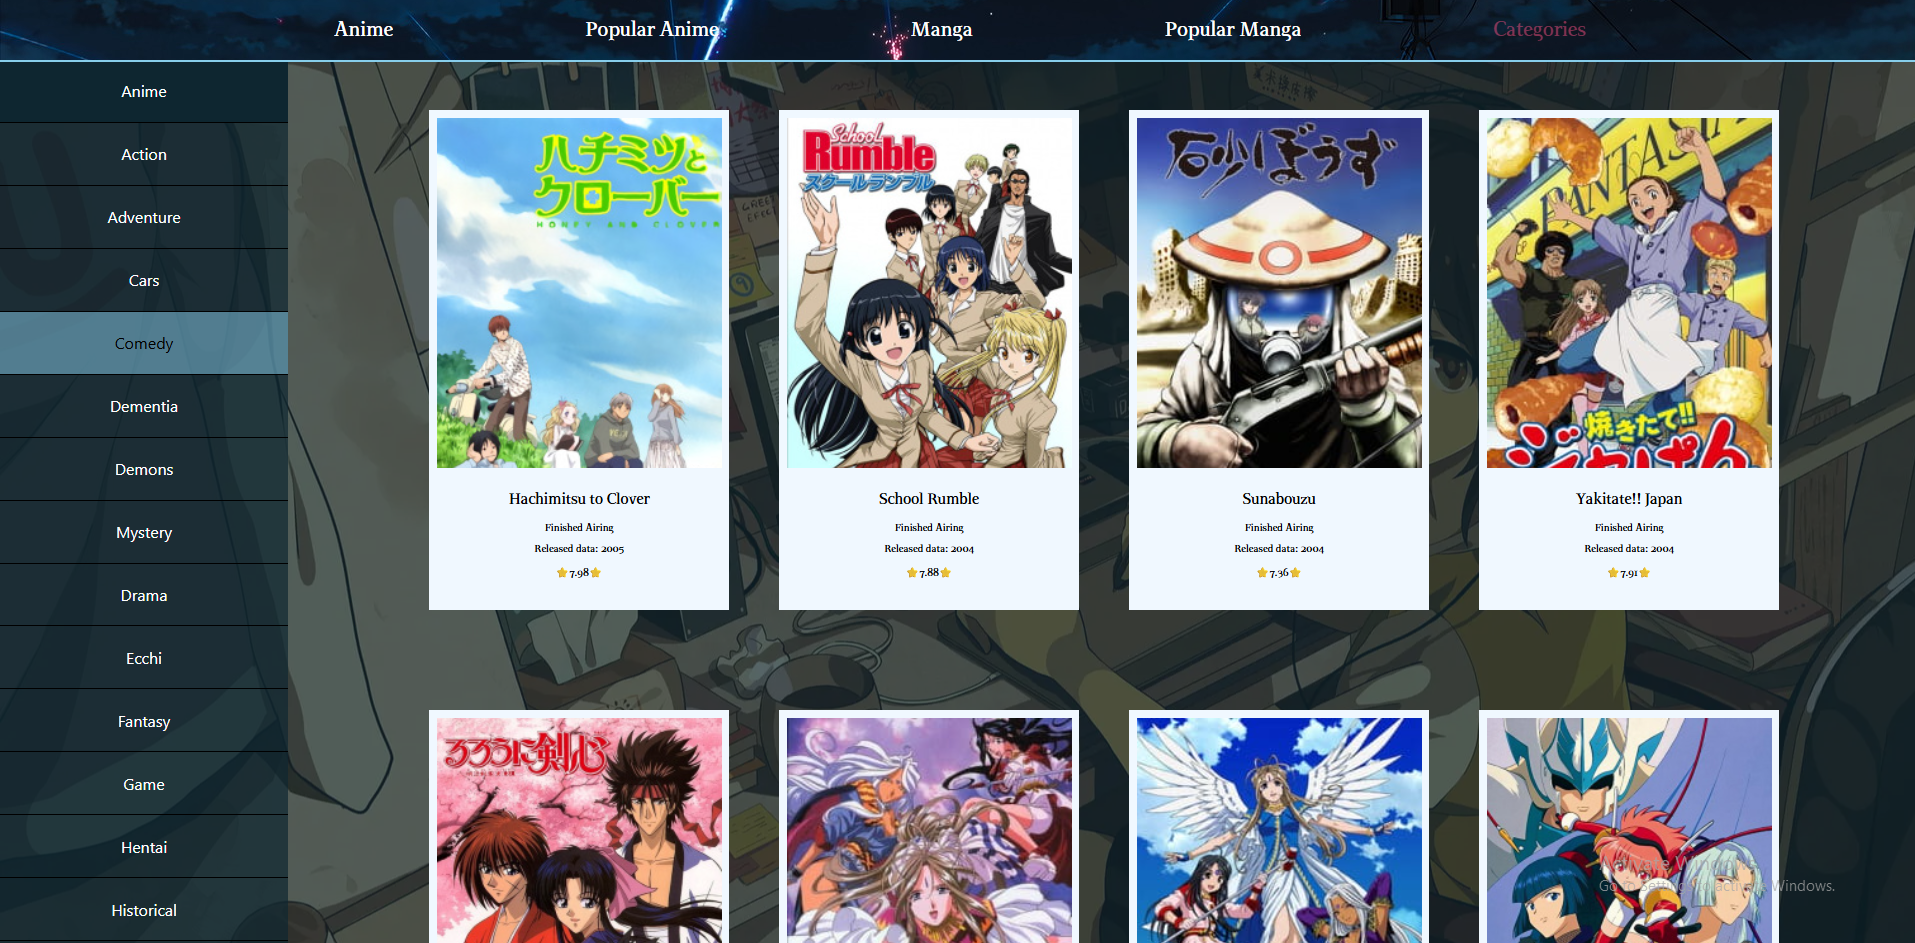 Anime
Popular Anime
Manga
Popular Manga
Categories
Anime
Action
Adventure
Cars
Comedy
Dementia
Demons
Mystery
Drama
Ecchi
Fantasy
Game
Hentai
Historical
ハチミツと
クローバー
HONEY AND CLOVER
Hachimitsu to Clover
Finished Airing
Released data: 2005
⭐7.98⭐
School
Rumble
スクールランブル
School Rumble
Finished Airing
Released data: 2004
⭐7.88⭐
砂ぼうず
Sunabouzu
Finished Airing
Released data: 2004
⭐7.36⭐
FANTASI
焼きたて!!
ジャぱん
Yakitate!! Japan
Finished Airing
Released data: 2004
⭐7.91⭐
るろうに剣心
Activate Windows
Go to Settings to activate Windows.